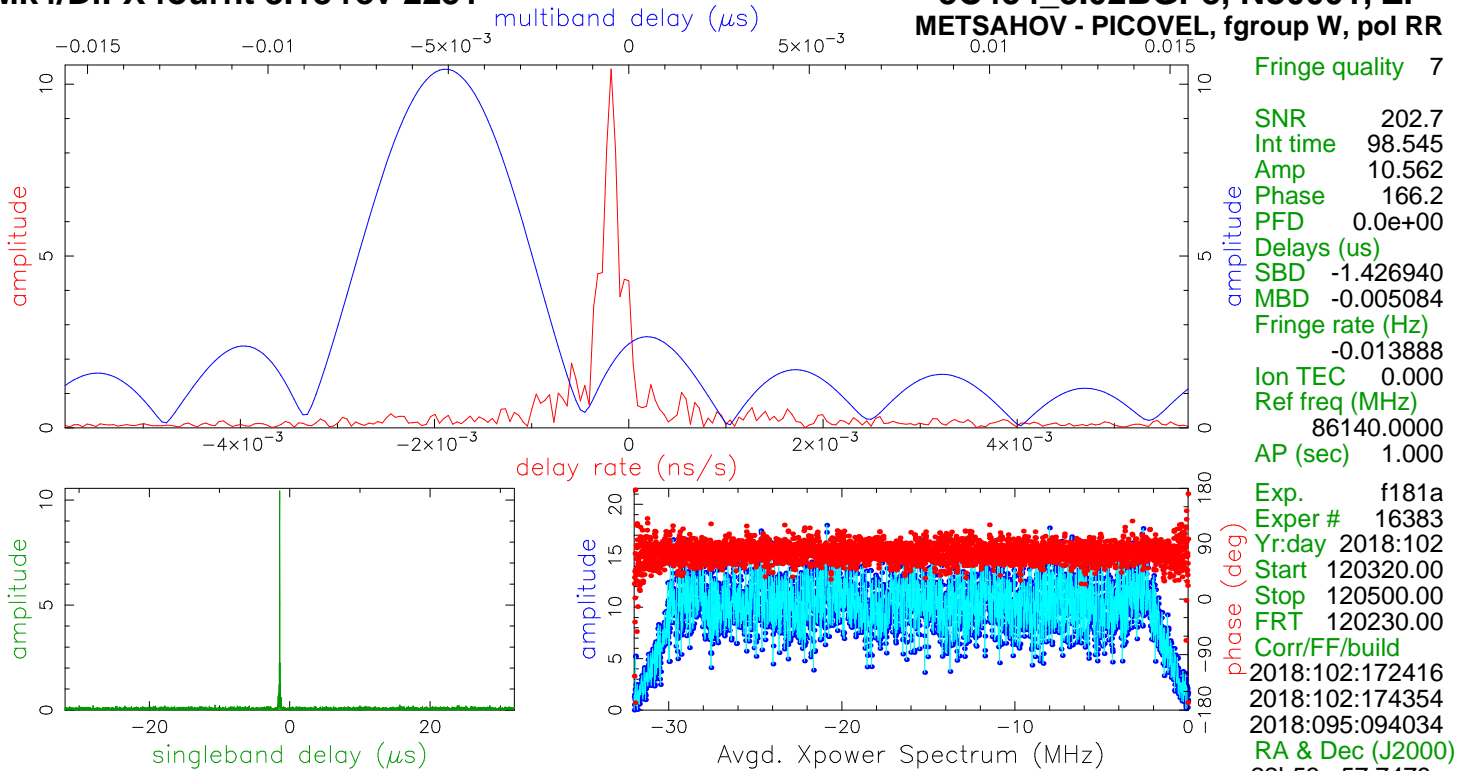 multiband delay (μs)
METSAHOV - PICOVEL, fgroup W, pol RR
−0.015 −0.01 −5×10⁻³ 0 5×10⁻³ 0.01 0.015
amplitude
0 5 10
0 5 10
amplitude
−4×10⁻³ −2×10⁻³ 0 2×10⁻³ 4×10⁻³
delay rate (ns/s)
Fringe quality 7
SNR 202.7
Int time 98.545
Amp 10.562
Phase 166.2
PFD 0.0e+00
Delays (us)
SBD -1.426940
MBD -0.005084
Fringe rate (Hz)
-0.013888
Ion TEC 0.000
Ref freq (MHz)
86140.0000
AP (sec) 1.000
Exp. f181a
Exper # 16383
Yr:day 2018:102
Start 120320.00
Stop 120500.00
FRT 120230.00
Corr/FF/build
2018:102:172416
2018:102:174354
2018:095:094034
RA & Dec (J2000)
amplitude
0 5 10
−20 0 20
singleband delay (μs)
amplitude
0 5 10 15 20
−180 −90 0 90 180
phase (deg)
−30 −20 −10 0
Avgd. Xpower Spectrum (MHz)